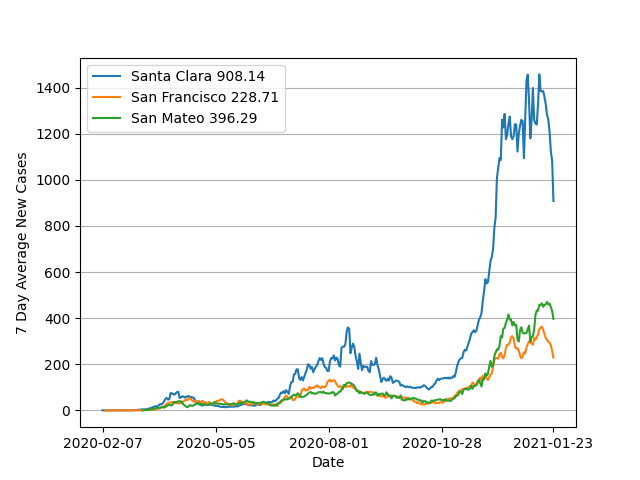 Santa Clara 908.14
San Francisco 228.71
San Mateo 396.29
7 Day Average New Cases
1400
1200
1000
800
600
400
200
0
2020-02-07 2020-05-05 2020-08-01 2020-10-28 2021-01-23
Date